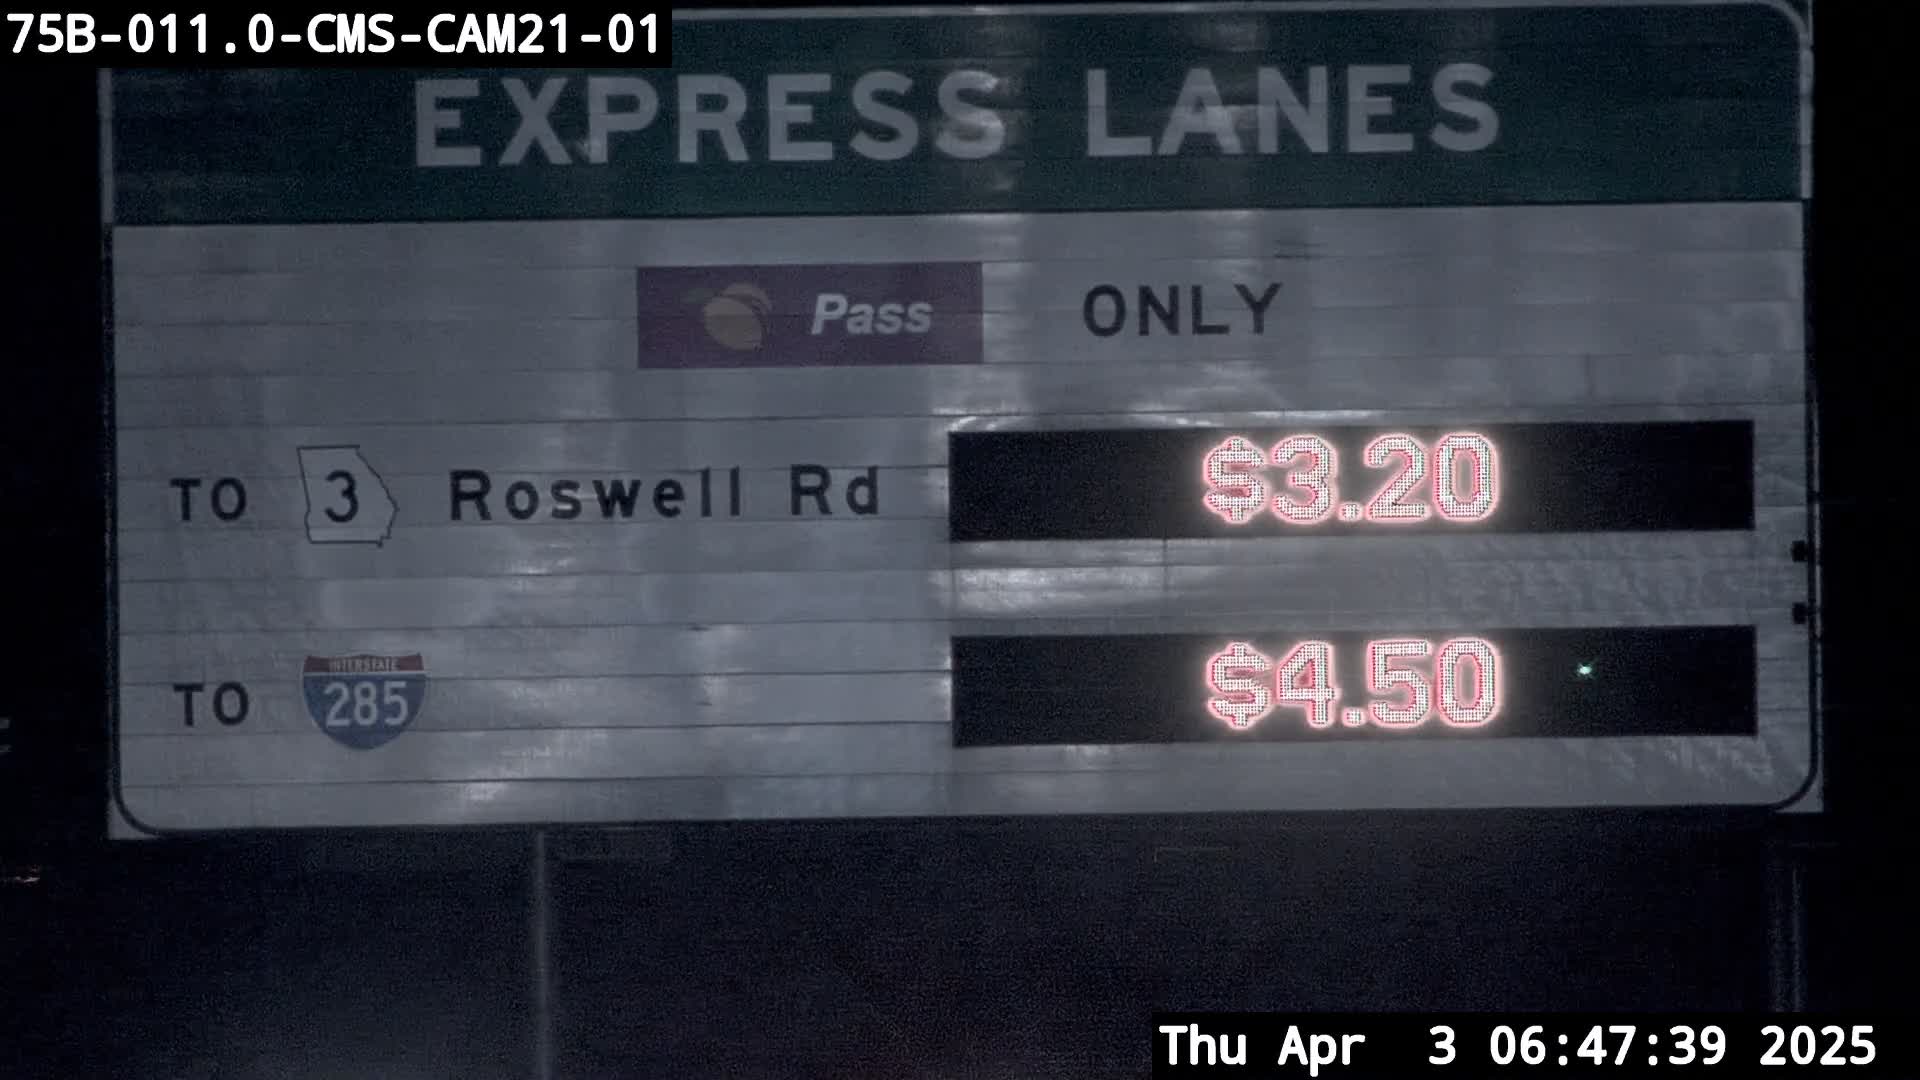 75B-011.0-CMS-CAM21-01
EXPRESS LANES
Pass ONLY
TO 3 Roswell Rd $3.20
INTERSTATE
TO 285 $4.50
Thu Apr 3 06:47:39 2025